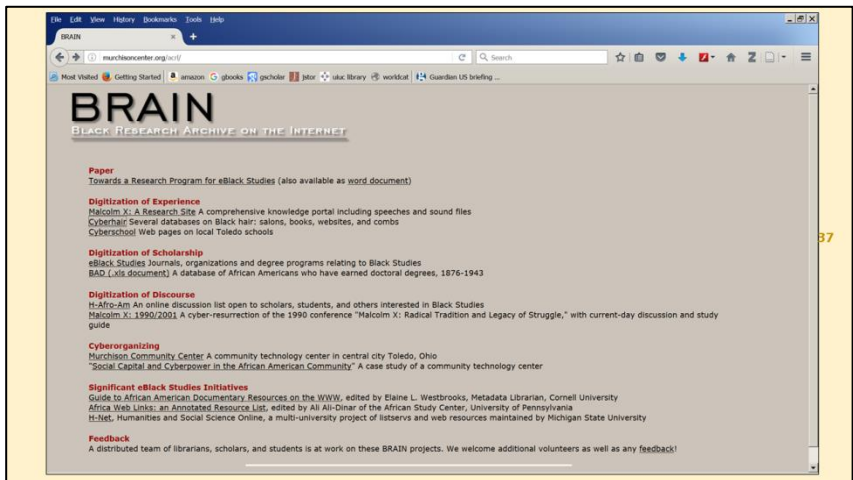 File Edit View History Bookmarks Tools Help
BRAIN
murchisoncenter.org/acrl/
Search
Most Visited Getting Started amazon gbooks gscholar jstor uiuc library worldcat Guardian US briefing ...
BRAIN
BLACK RESEARCH ARCHIVE ON THE INTERNET
Paper
Towards a Research Program for eBlack Studies (also available as word document)
Digitization of Experience
Malcolm X: A Research Site A comprehensive knowledge portal including speeches and sound files
Cyberhair Several databases on Black hair: salons, books, websites, and combs
Cyberschool Web pages on local Toledo schools
37
Digitization of Scholarship
eBlack Studies Journals, organizations and degree programs relating to Black Studies
BAD (.xls document) A database of African Americans who have earned doctoral degrees, 1876-1943
Digitization of Discourse
H-Afro-Am An online discussion list open to scholars, students, and others interested in Black Studies
Malcolm X: 1990/2001 A cyber-resurrection of the 1990 conference "Malcolm X: Radical Tradition and Legacy of Struggle," with current-day discussion and study
guide
Cyberorganizing
Murchison Community Center A community technology center in central city Toledo, Ohio
"Social Capital and Cyberpower in the African American Community" A case study of a community technology center
Significant eBlack Studies Initiatives
Guide to African American Documentary Resources on the WWW, edited by Elaine L. Westbrooks, Metadata Librarian, Cornell University
Africa Web Links: an Annotated Resource List, edited by Ali Ali-Dinar of the African Study Center, University of Pennsylvania
H-Net, Humanities and Social Science Online, a multi-university project of listservs and web resources maintained by Michigan State University
Feedback
A distributed team of librarians, scholars, and students is at work on these BRAIN projects. We welcome additional volunteers as well as any feedback!